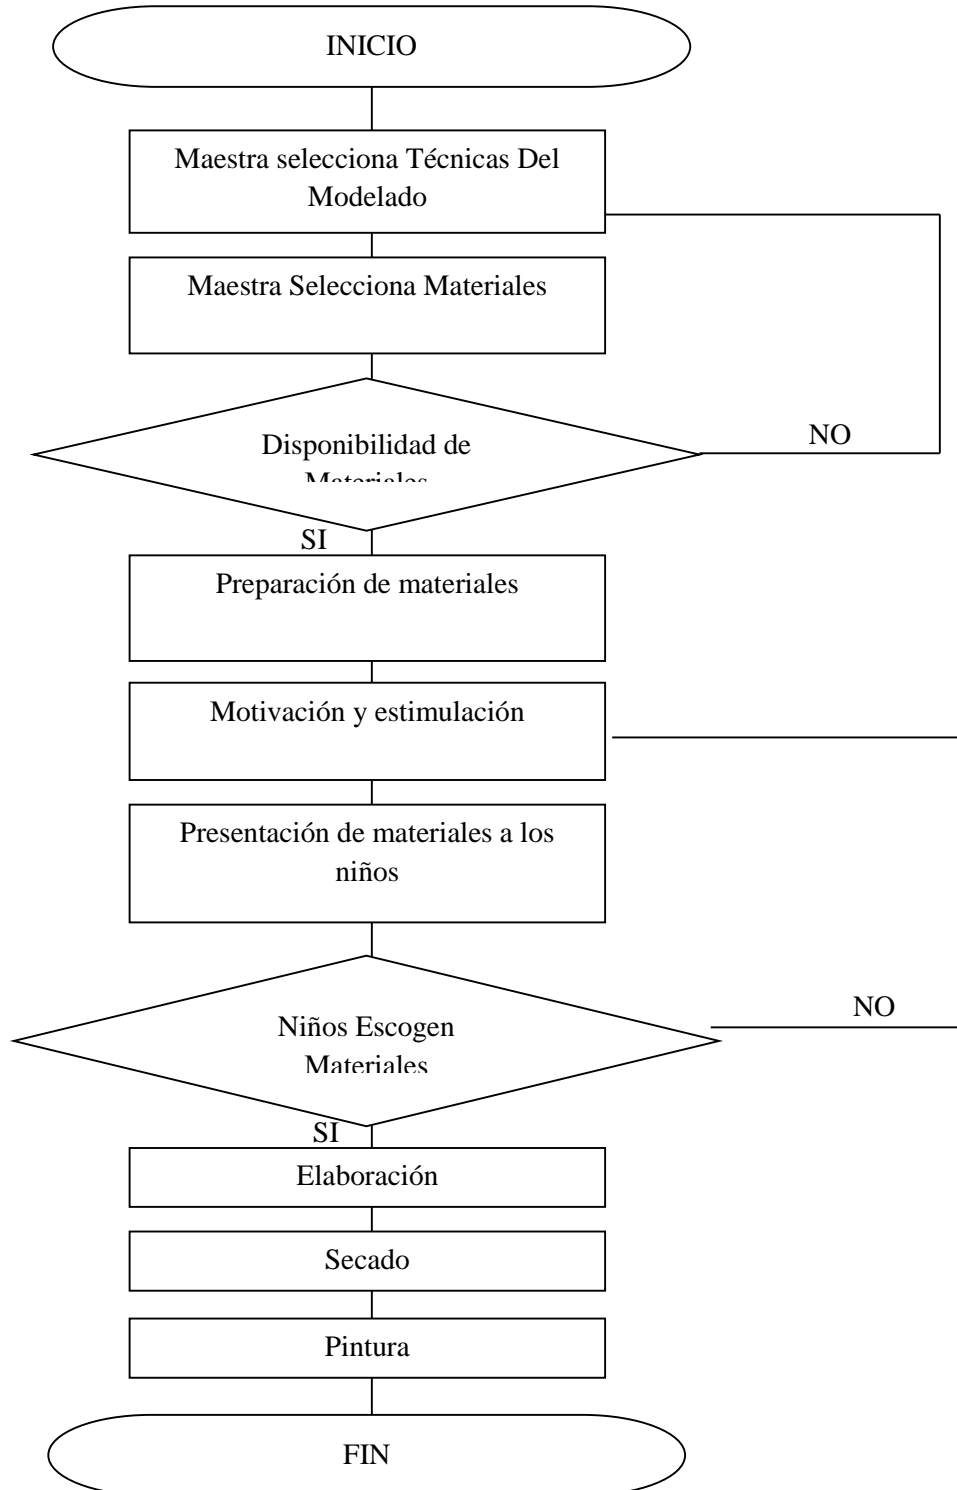 INICIO
Maestra selecciona Técnicas Del
Modelado
Maestra Selecciona Materiales
Disponibilidad de
Materiales
NO
SI
Preparación de materiales
Motivación y estimulación
Presentación de materiales a los
niños
Niños Escogen
Materiales
NO
SI
Elaboración
Secado
Pintura
FIN